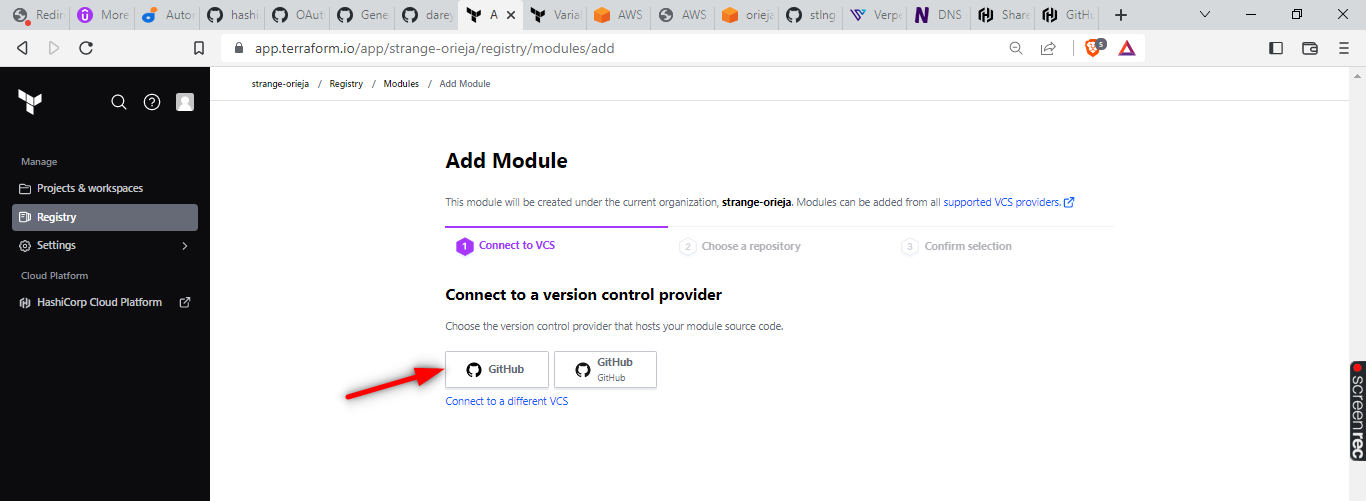 Redir
More
Autor
hashi
OAut
Gene
darey
A
Varial
AWS
AWS
orieja
stlng
Verpe
DNS
Share
GitHu
app.terraform.io/app/strange-orieja/registry/modules/add
5
strange-orieja / Registry / Modules / Add Module
Manage
Projects & workspaces
Registry
Settings
Cloud Platform
HashiCorp Cloud Platform
Add Module
This module will be created under the current organization, strange-orieja. Modules can be added from all supported VCS providers.
1 Connect to VCS
2 Choose a repository
3 Confirm selection
Connect to a version control provider
Choose the version control provider that hosts your module source code.
GitHub
GitHub
GitHub
Connect to a different VCS
screenrec